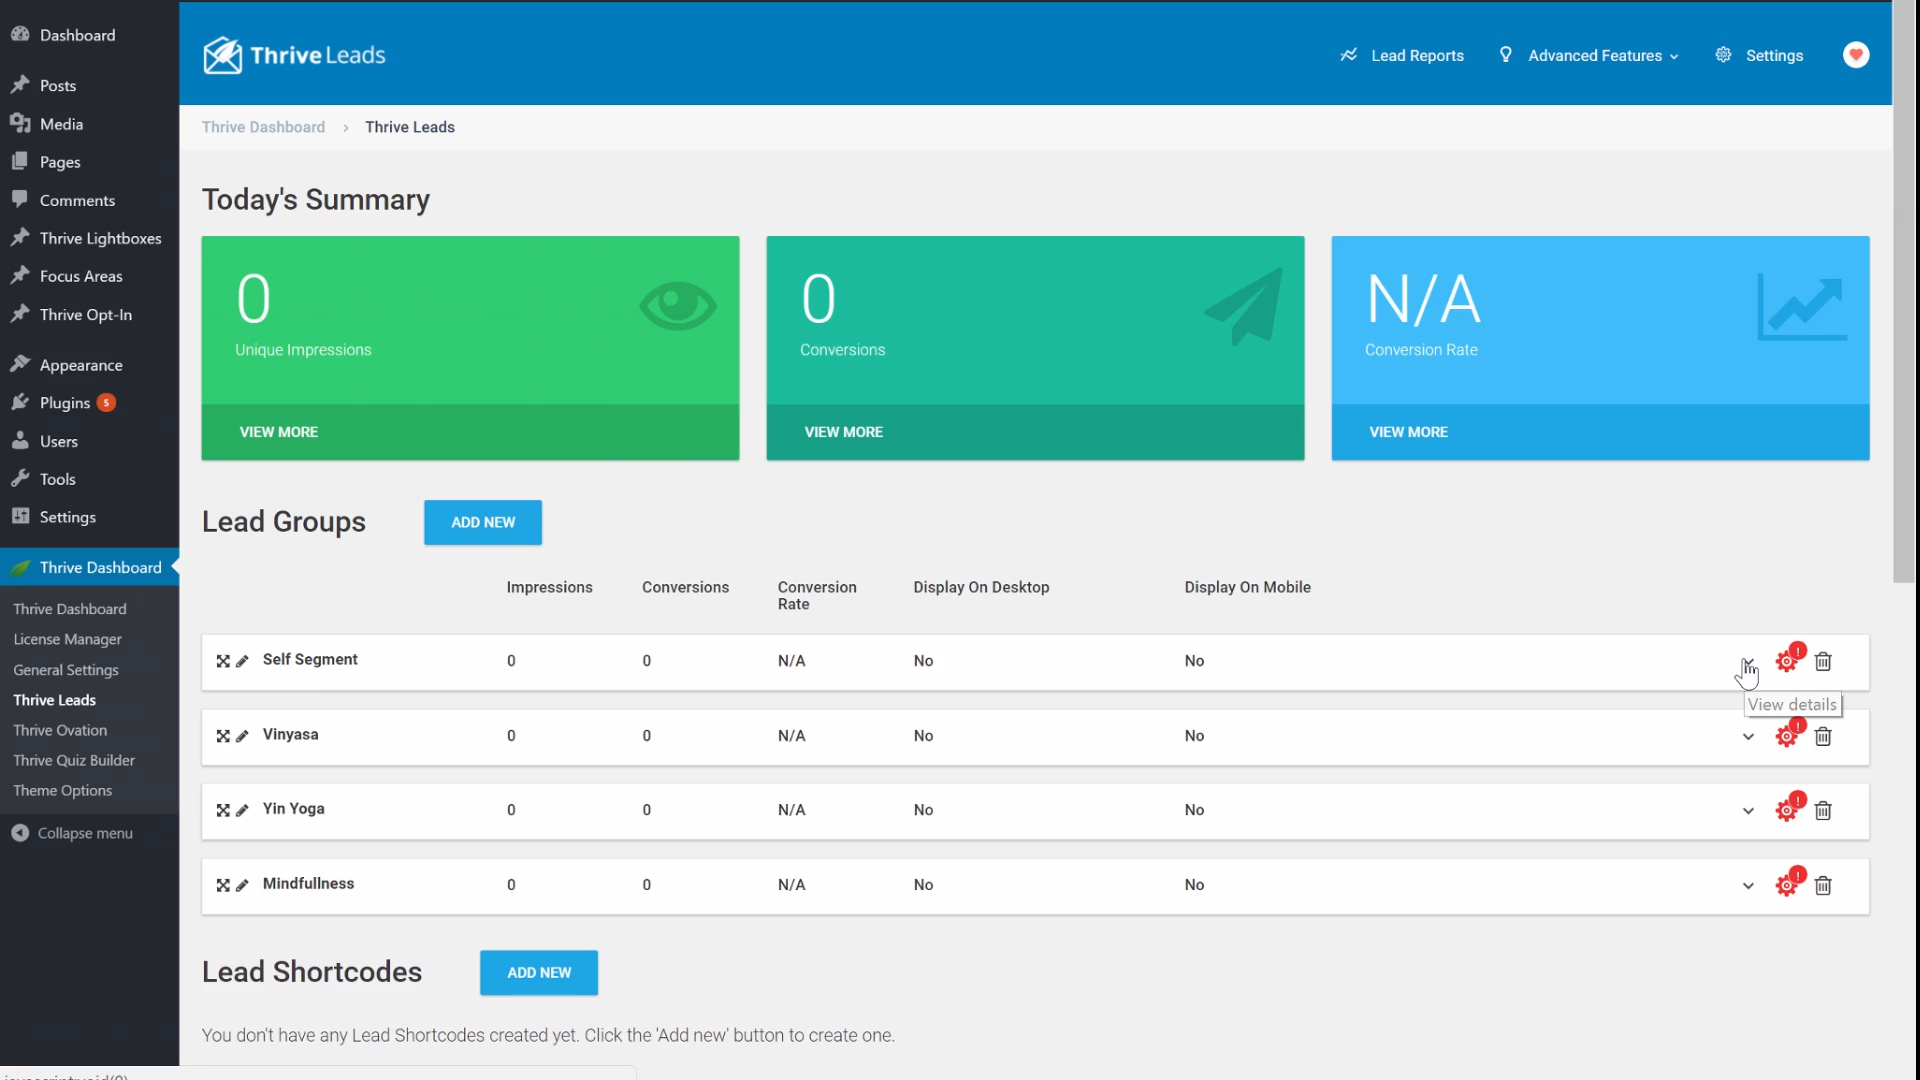 Dashboard
Posts
Media
Pages
Comments
Thrive Lightboxes
Focus Areas
Thrive Opt-In
Appearance
Plugins 5
Users
Tools
Settings
Thrive Dashboard
Thrive Dashboard
License Manager
General Settings
Thrive Leads
Thrive Ovation
Thrive Quiz Builder
Theme Options
Collapse menu
Thrive Leads
Lead Reports
Advanced Features
Settings
Thrive Dashboard › Thrive Leads
Today's Summary
0
Unique Impressions
VIEW MORE
0
Conversions
VIEW MORE
N/A
Conversion Rate
VIEW MORE
Lead Groups
ADD NEW
Impressions
Conversions
Conversion
Rate
Display On Desktop
Display On Mobile
Self Segment 0 0 N/A No No !
View details
Vinyasa 0 0 N/A No No !
Yin Yoga 0 0 N/A No No !
Mindfullness 0 0 N/A No No !
Lead Shortcodes
ADD NEW
You don't have any Lead Shortcodes created yet. Click the 'Add new' button to create one.